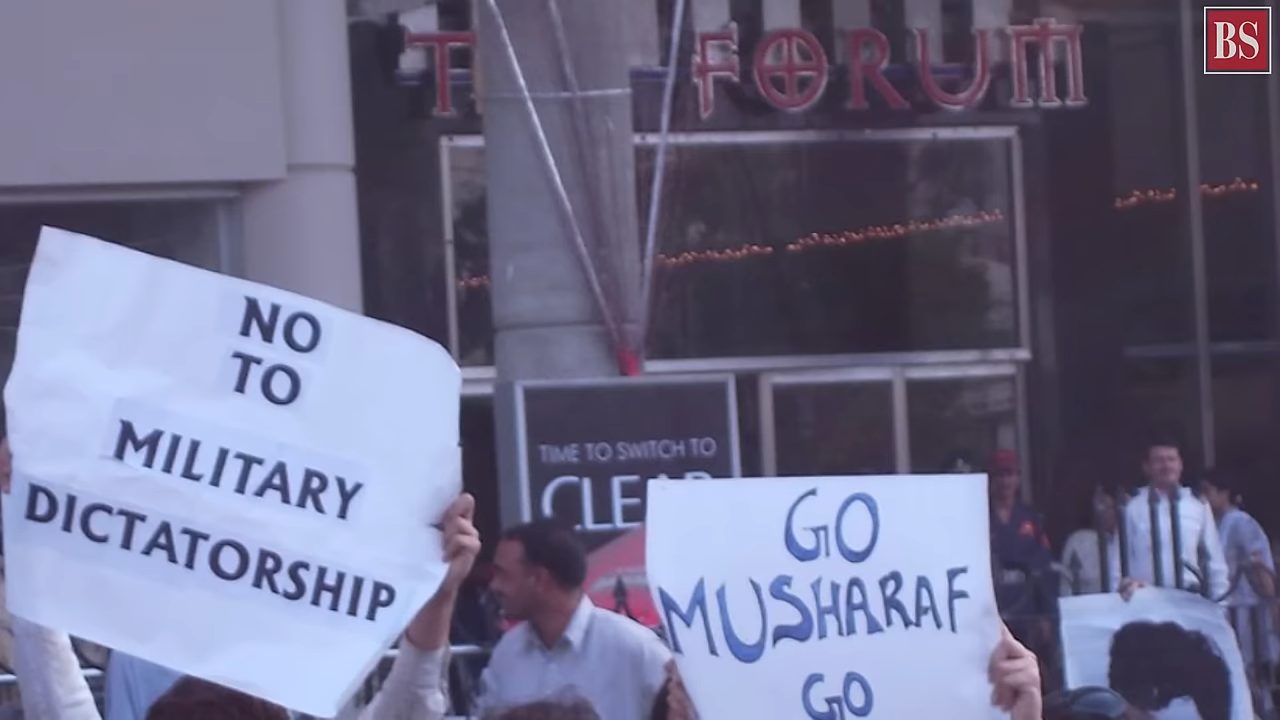 BS
FORUM
NO
TO
MILITARY
DICTATORSHIP
TIME TO SWITCH TO
GO
MUSHARAF
GO